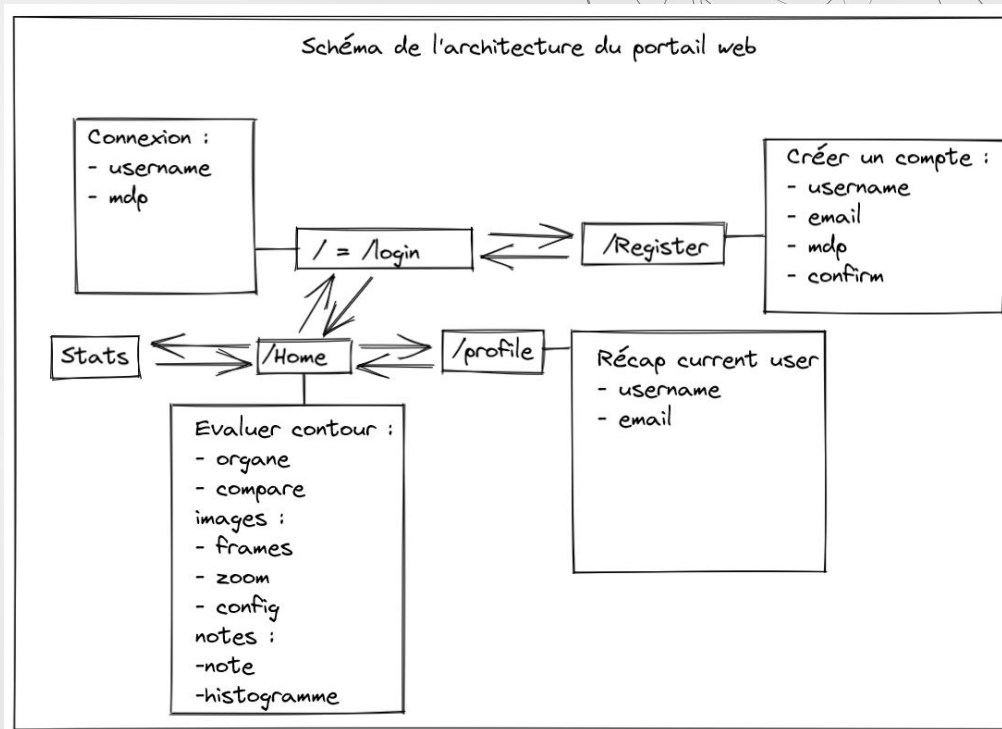 Schéma de l'architecture du portail web
Connexion :
- username
- mdp
/ = /login
/Register
Créer un compte :
- username
- email
- mdp
- confirm
Stats
/Home
/profile
Récap current user
- username
- email
Evaluer contour :
- organe
- compare
images :
- frames
- zoom
- config
notes :
-note
-histogramme